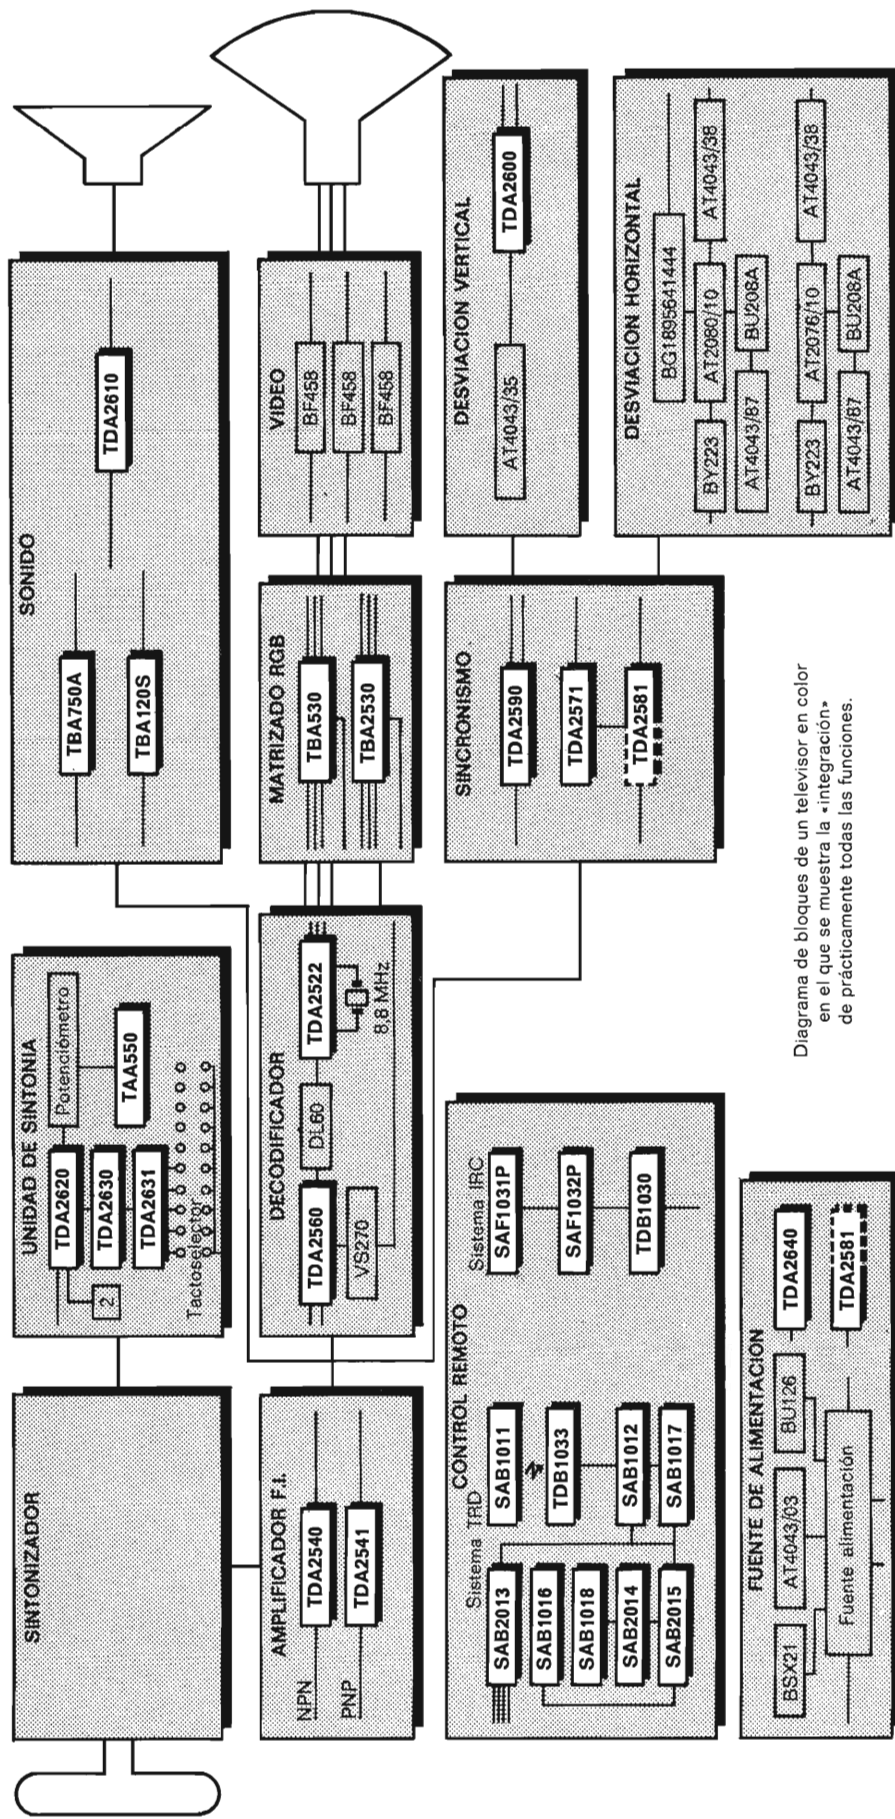 SINTONIZADOR
UNIDAD DE SINTONIA
TDA2620
TDA2630
TDA2631
2
Potenciómetro
TAA550
Tactoselector
SONIDO
TBA750A
TBA120S
TDA2610
AMPLIFICADOR F.I.
NPN
TDA2540
PNP
TDA2541
DECODIFICADOR
TDA2560
DL60
TDA2522
VS270
8,8 MHz
MATRIZADO RGB
TBA530
TBA2530
VIDEO
BF458
BF458
BF458
CONTROL REMOTO
Sistema TRD
SAB2013
SAB1016
SAB1018
SAB2014
SAB2015
SAB1011
TDB1033
SAB1012
SAB1017
Sistema IRC
SAF1031P
SAF1032P
TDB1030
SINCRONISMO
TDA2590
TDA2571
TDA2581
DESVIACION VERTICAL
AT4043/35
TDA2600
FUENTE DE ALIMENTACION
BSX21
AT4043/03
BU126
TDA2640
Fuente alimentación
TDA2581
DESVIACION HORIZONTAL
BG1895641444
BY223
AT2080/10
AT4043/38
AT4043/87
BU208A
BY223
AT2076/10
AT4043/38
AT4043/87
BU208A
Diagrama de bloques de un televisor en color
en el que se muestra la «integración»
de prácticamente todas las funciones.